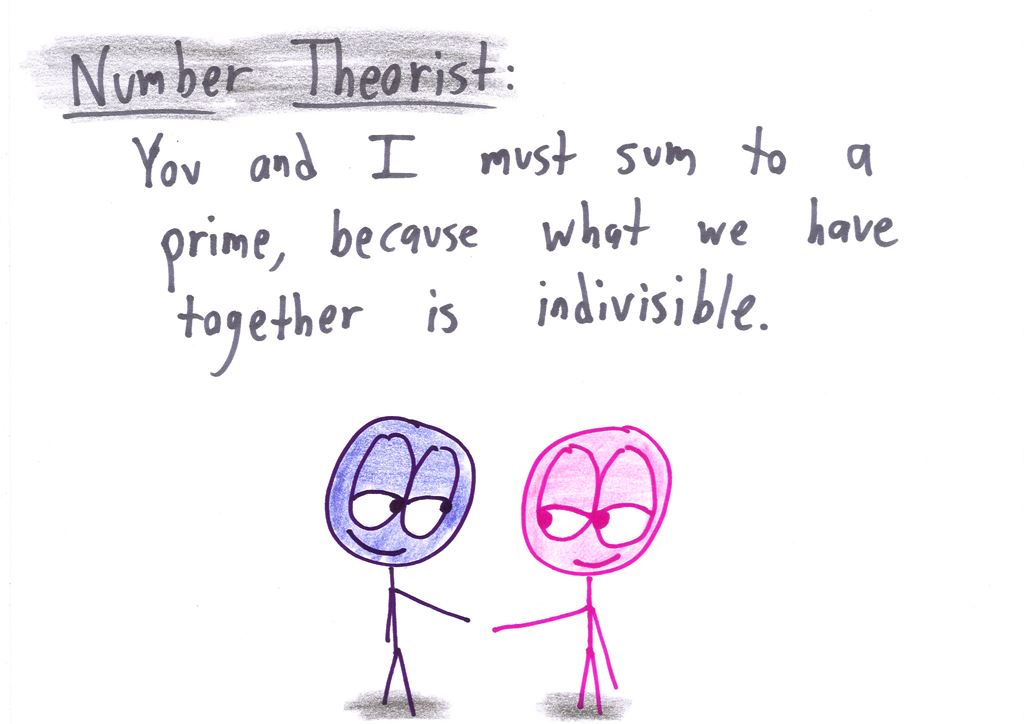 Number Theorist:
You and I must sum to a
prime, because what we have
together is indivisible.